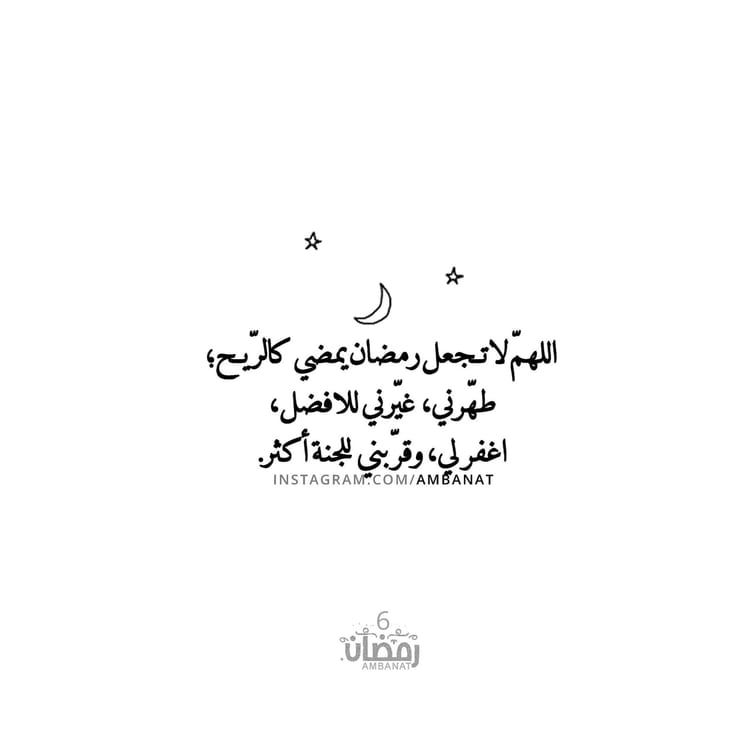 اللهمّ لا تجعل رمضان يمضي كالرّيح؛
طهّرني، غيّرني للافضل،
اغفر لي، وقرّبني للجنة أكثر.
INSTAGRAM.COM/AMBANAT
6
رمضان
AMBANAT